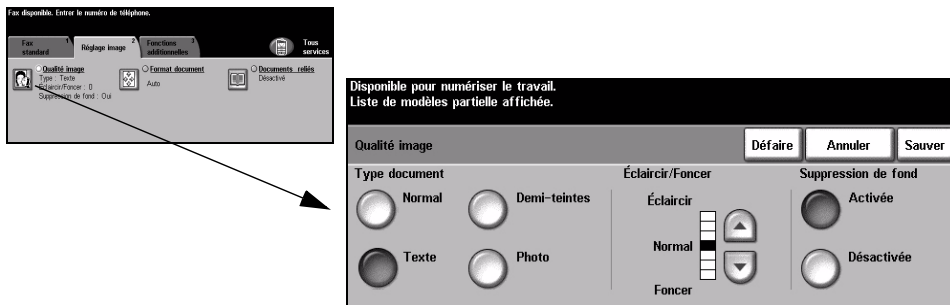 Fax disponible. Entrer le numéro de téléphone.
Fax standard 1
Réglage image 2
Fonctions additionnelles 3
Tous services
Qualité image
Type : Texte
Éclaircir/Foncer : 0
Suppression de fond : Oui
Format document
Auto
Documents reliés
Désactivé
Disponible pour numériser le travail.
Liste de modèles partielle affichée.
Qualité image
Défaire
Annuler
Sauver
Type document
Normal
Demi-teintes
Texte
Photo
Éclaircir/Foncer
Éclaircir
Normal
Foncer
Suppression de fond
Activée
Désactivée